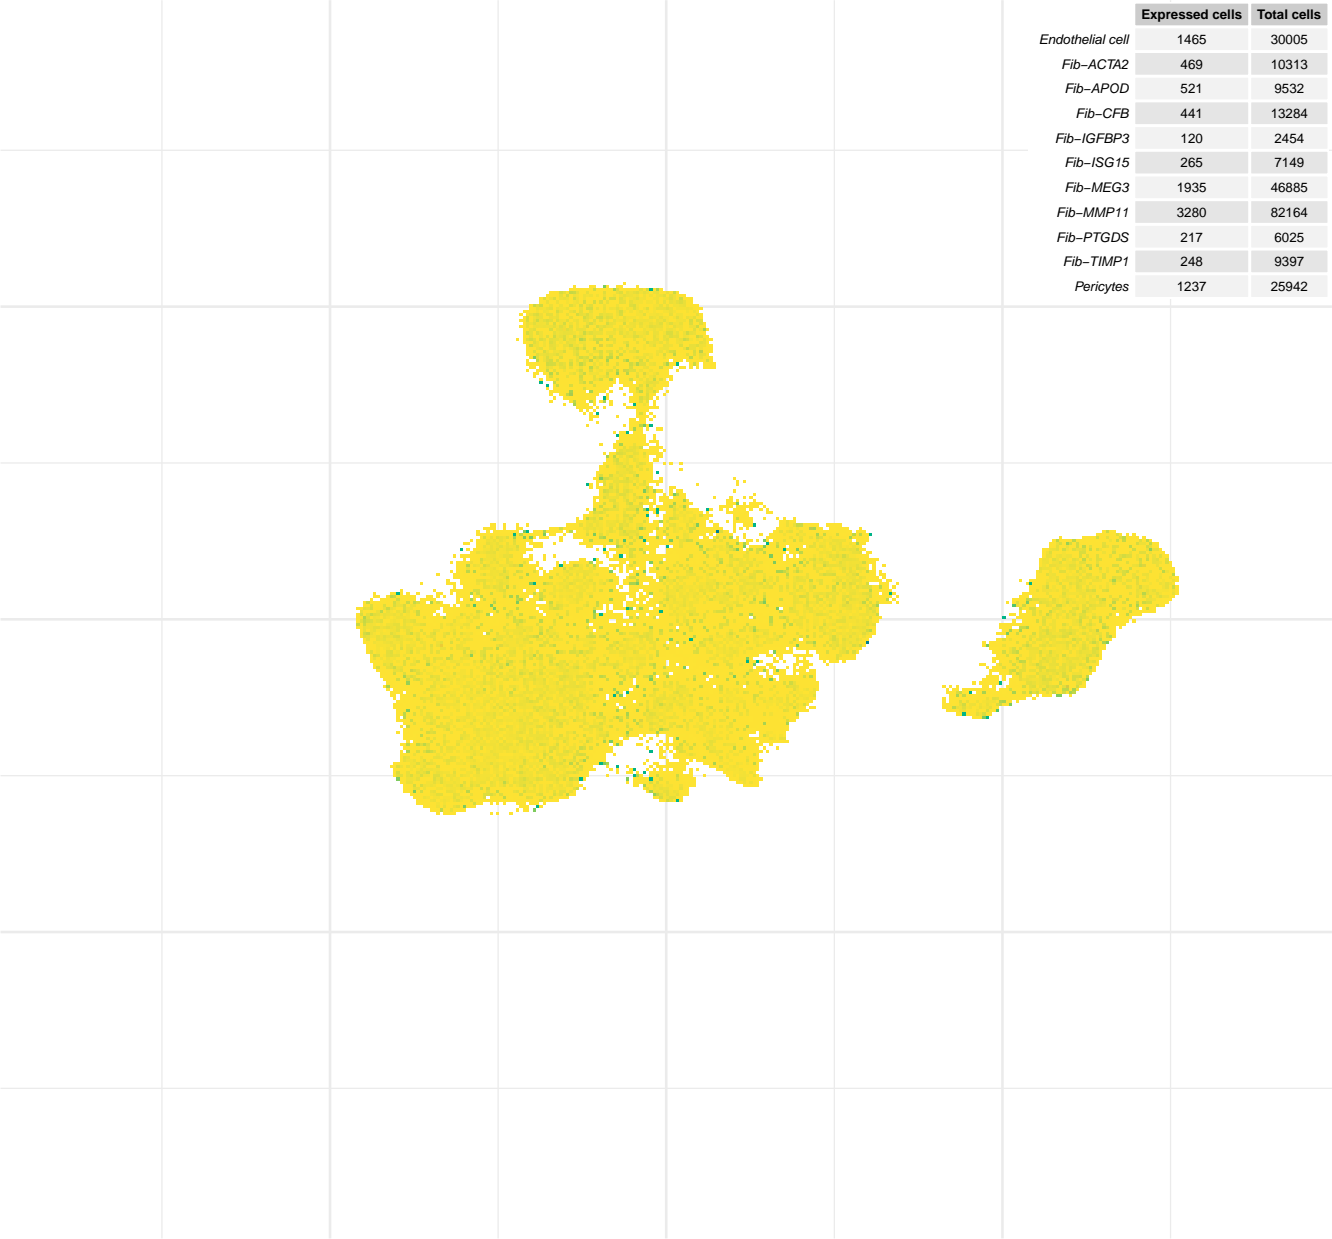 Expressed cells Total cells
Endothelial cell 1465 30005
Fib−ACTA2 469 10313
Fib−APOD 521 9532
Fib−CFB 441 13284
Fib−IGFBP3 120 2454
Fib−ISG15 265 7149
Fib−MEG3 1935 46885
Fib−MMP11 3280 82164
Fib−PTGDS 217 6025
Fib−TIMP1 248 9397
Pericytes 1237 25942